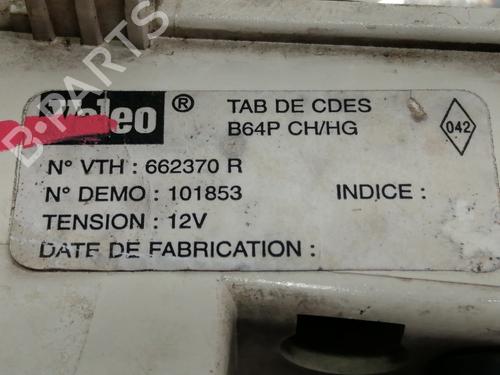 Valeo ® TAB DE CDES
B64P CH/HG
042
N° VTH : 662370 R
N° DEMO : 101853 INDICE :
TENSION : 12V
DATE DE FABRICATION :
B-PARTS